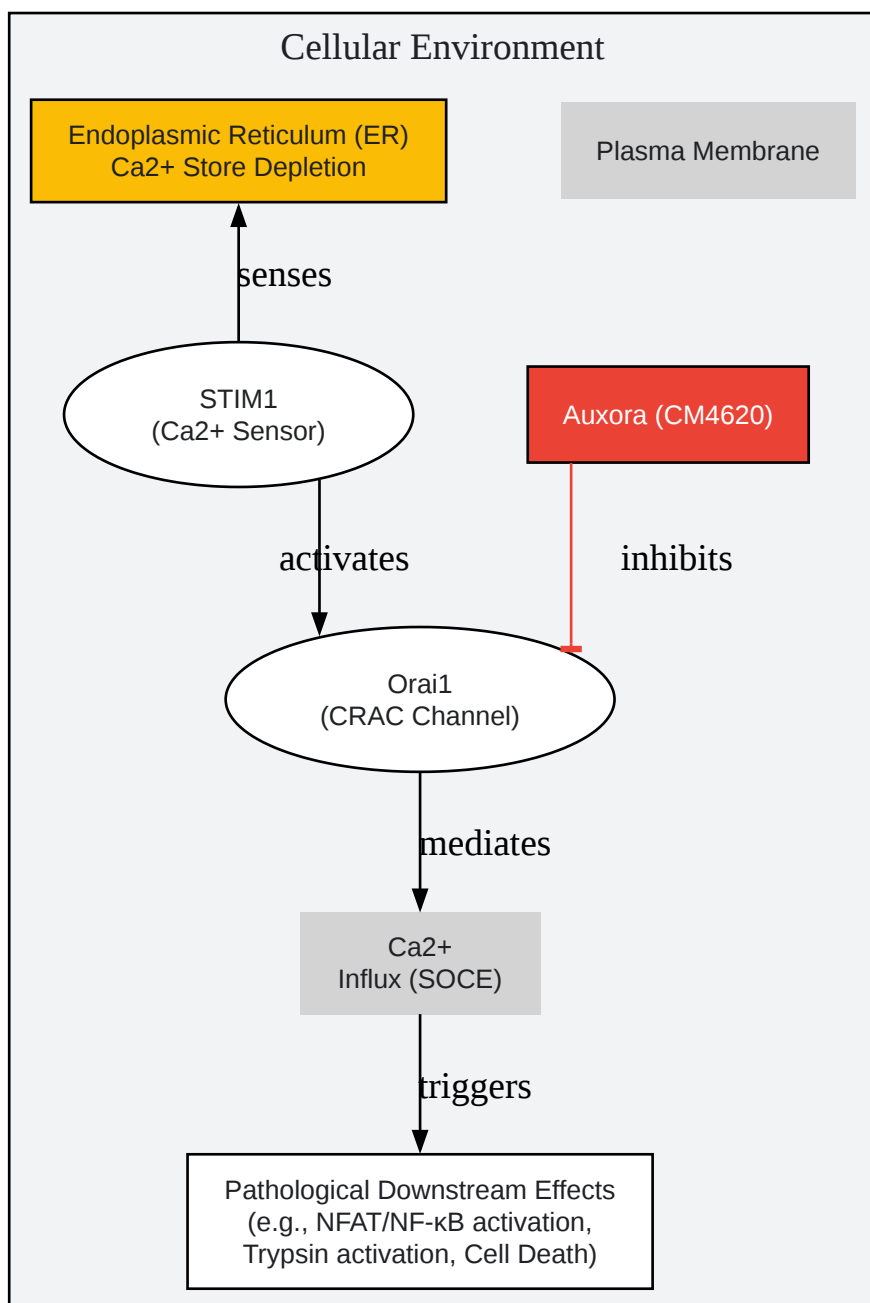 Cellular Environment
Endoplasmic Reticulum (ER)
Ca2+ Store Depletion
Plasma Membrane
senses
STIM1
(Ca2+ Sensor)
Auxora (CM4620)
activates
inhibits
Orai1
(CRAC Channel)
mediates
Ca2+
Influx (SOCE)
triggers
Pathological Downstream Effects
(e.g., NFAT/NF-κB activation,
Trypsin activation, Cell Death)